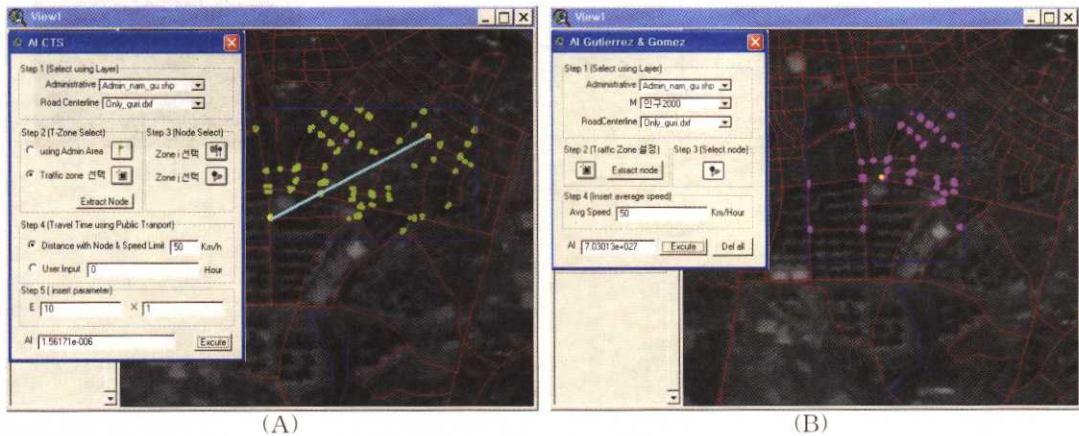 View1
AI CTS
Step 1 (Select using Layer)
Administrative Admin_nam_gu.shp
Road Centerline Only_guri.dxf
Step 2 (T-Zone Select)
using Admin Area
Traffic zone 선택
Extract Node
Step 3 (Node Select)
Zone i 선택
Zone j 선택
Step 4 (Travel Time using Public Tranport)
Distance with Node & Speed Limit 50 Km/h
User Input 0 Hour
Step 5 ( insert parameter)
E 10 X 1
AI 1.56171e-006 Excute
(A)
View1
AI Gutierrez & Gomez
Step 1 (Select using Layer)
Administrative Admin_nam_gu.shp
M 인구2000
RoadCenterline Only_guri.dxf
Step 2 (Traffic Zone 설정)
Extract node
Step 3 (Select node)
Step 4 (Insert average speed)
Avg Speed 50 Km/Hour
AI 7.03013e+027 Excute Del all
(B)